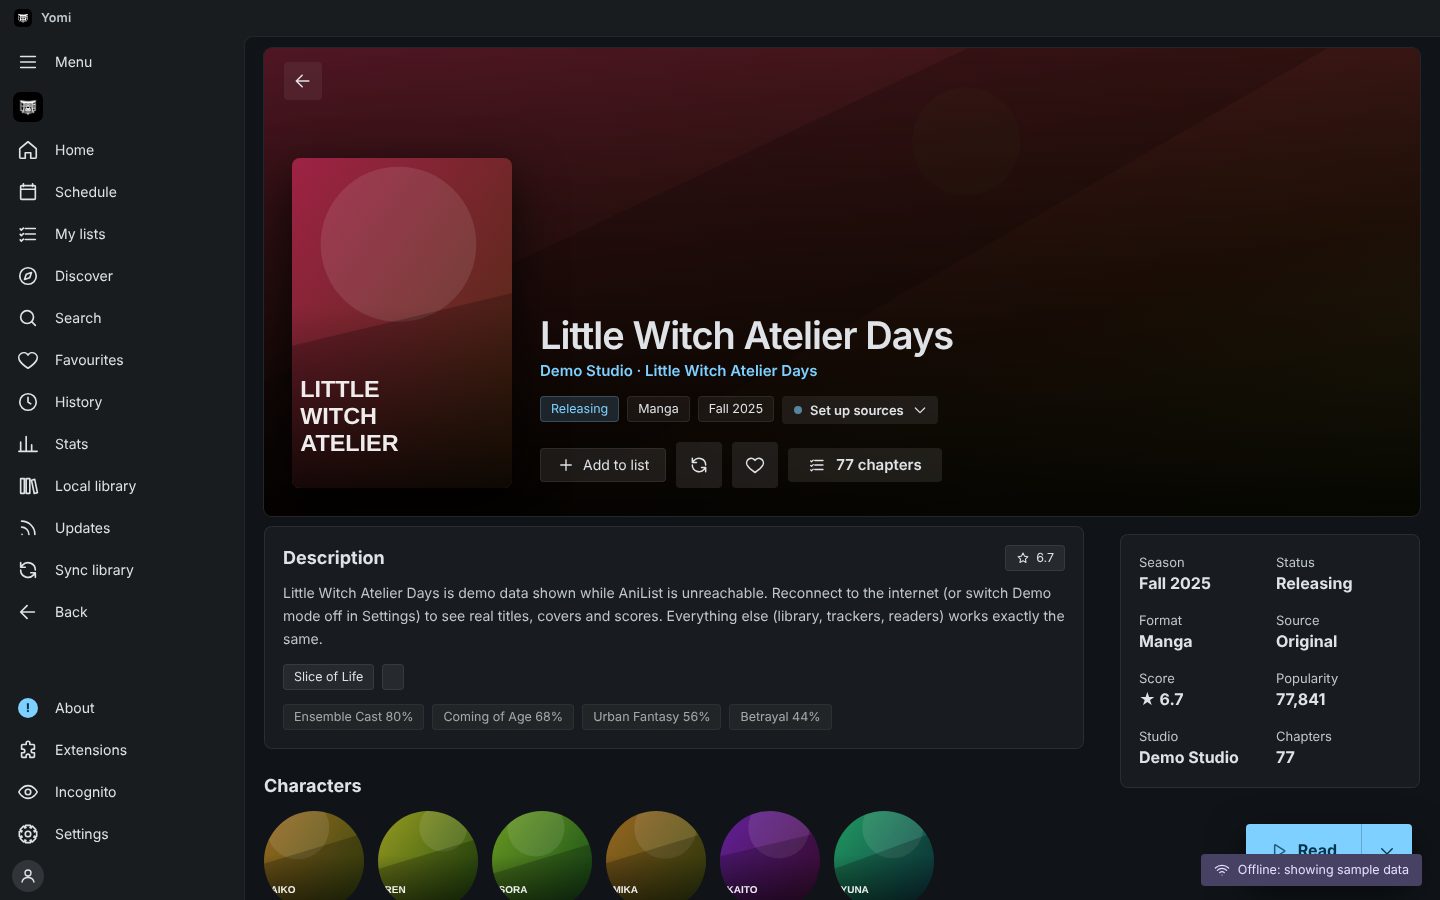 Yomi
Menu
Home
Schedule
My lists
Discover
Search
Favourites
History
Stats
Local library
Updates
Sync library
Back
About
Extensions
Incognito
Settings
LITTLE
WITCH
ATELIER
Little Witch Atelier Days
Demo Studio · Little Witch Atelier Days
Releasing
Manga
Fall 2025
Set up sources
Add to list
77 chapters
Description
6.7
Little Witch Atelier Days is demo data shown while AniList is unreachable. Reconnect to the internet (or switch Demo
mode off in Settings) to see real titles, covers and scores. Everything else (library, trackers, readers) works exactly the
same.
Slice of Life
Ensemble Cast 80%
Coming of Age 68%
Urban Fantasy 56%
Betrayal 44%
Season
Fall 2025
Status
Releasing
Format
Manga
Source
Original
Score
★ 6.7
Popularity
77,841
Studio
Demo Studio
Chapters
77
Characters
AIKO
REN
SORA
MIKA
KAITO
YUNA
Read
Offline: showing sample data